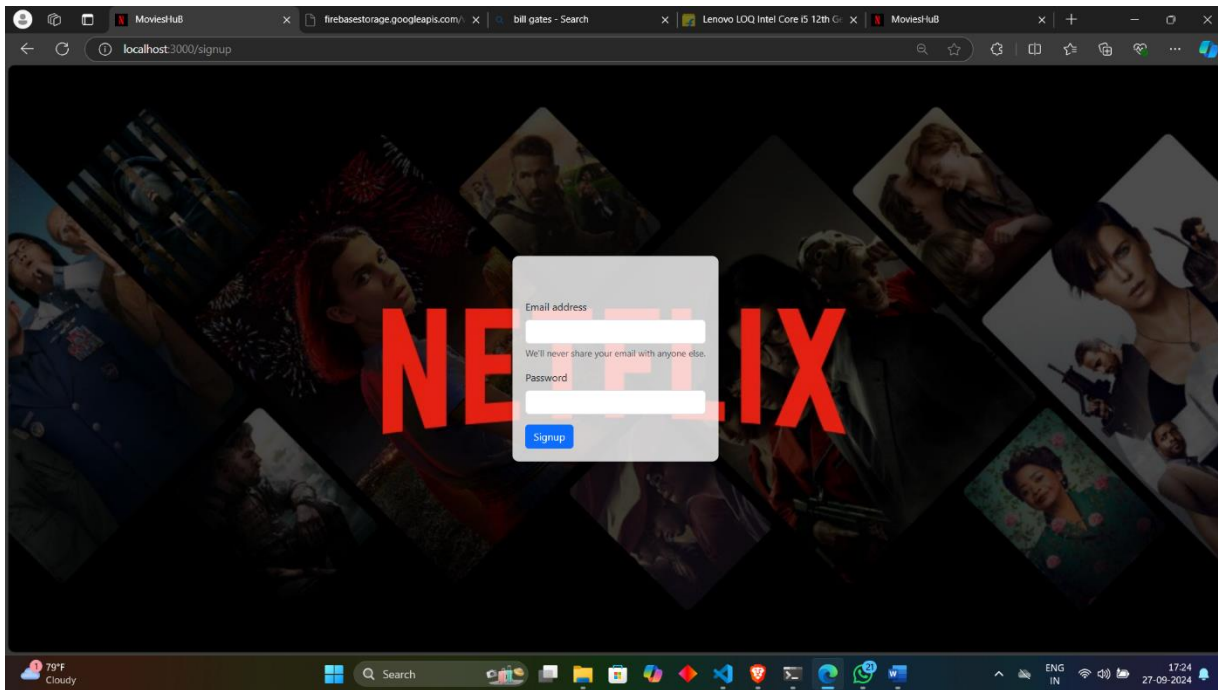 MoviesHuB
firebasestorage.googleapis.com/
bill gates - Search
Lenovo LOQ Intel Core i5 12th Ge
MoviesHuB
localhost:3000/signup
NETFLIX
Email address
We'll never share your email with anyone else.
Password
Signup
1
79°F
Cloudy
Search
21
ENG
IN
17:24
27-09-2024